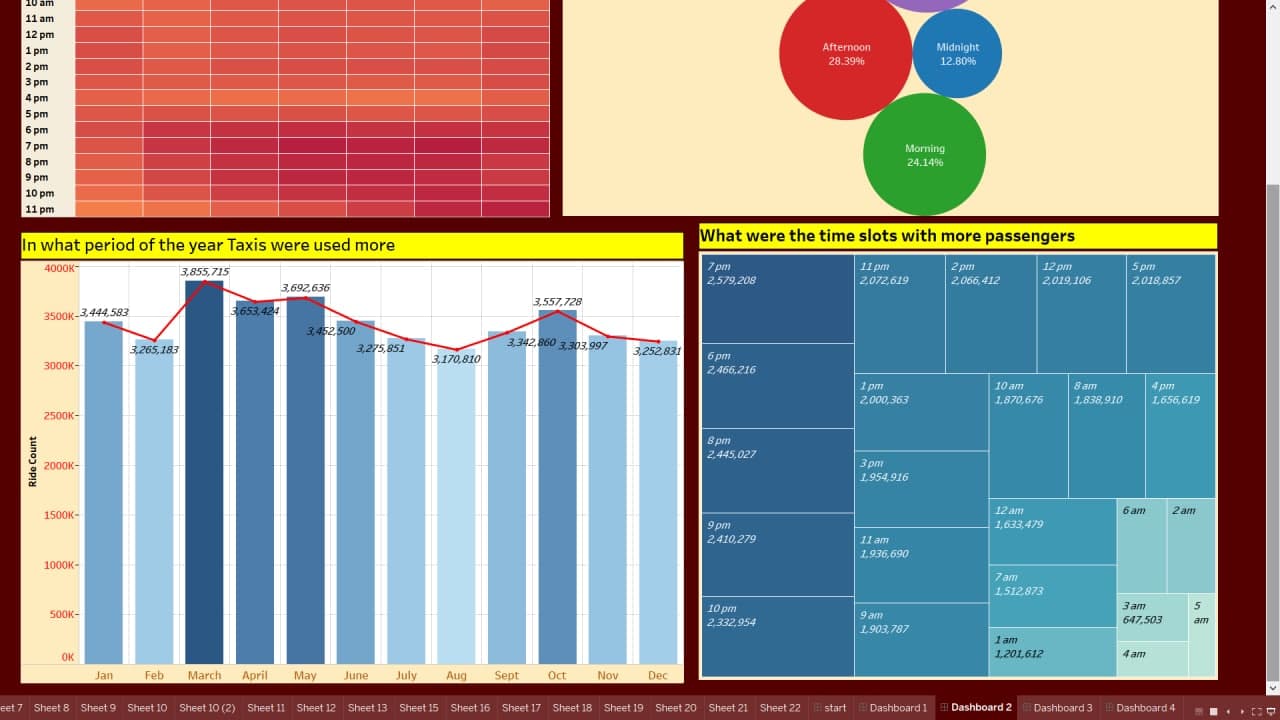 10 am
11 am
12 pm
1 pm
2 pm
3 pm
4 pm
5 pm
6 pm
7 pm
8 pm
9 pm
10 pm
11 pm
Afternoon
28.39%
Midnight
12.80%
Morning
24.14%
In what period of the year Taxis were used more
4000K
3500K
3000K
2500K
2000K
1500K
1000K
500K
0K
Ride Count
3,444,583
3,265,183
3,855,715
3,653,424
3,692,636
3,452,500
3,275,851
3,170,810
3,342,860
3,557,728
3,303,997
3,252,831
Jan Feb March April May June July Aug Sept Oct Nov Dec
What were the time slots with more passengers
7 pm
2,579,208
6 pm
2,466,216
8 pm
2,445,027
9 pm
2,410,279
10 pm
2,332,954
11 pm
2,072,619
2 pm
2,066,412
12 pm
2,019,106
5 pm
2,018,857
1 pm
2,000,363
3 pm
1,954,916
11 am
1,936,690
9 am
1,903,787
10 am
1,870,676
8 am
1,838,910
4 pm
1,656,619
12 am
1,633,479
7 am
1,512,873
1 am
1,201,612
6 am
2 am
3 am
647,503
5
am
4 am
eet 7 Sheet 8 Sheet 9 Sheet 10 Sheet 10 (2) Sheet 11 Sheet 12 Sheet 13 Sheet 15 Sheet 16 Sheet 17 Sheet 18 Sheet 19 Sheet 20 Sheet 21 Sheet 22 start Dashboard 1 Dashboard 2 Dashboard 3 Dashboard 4